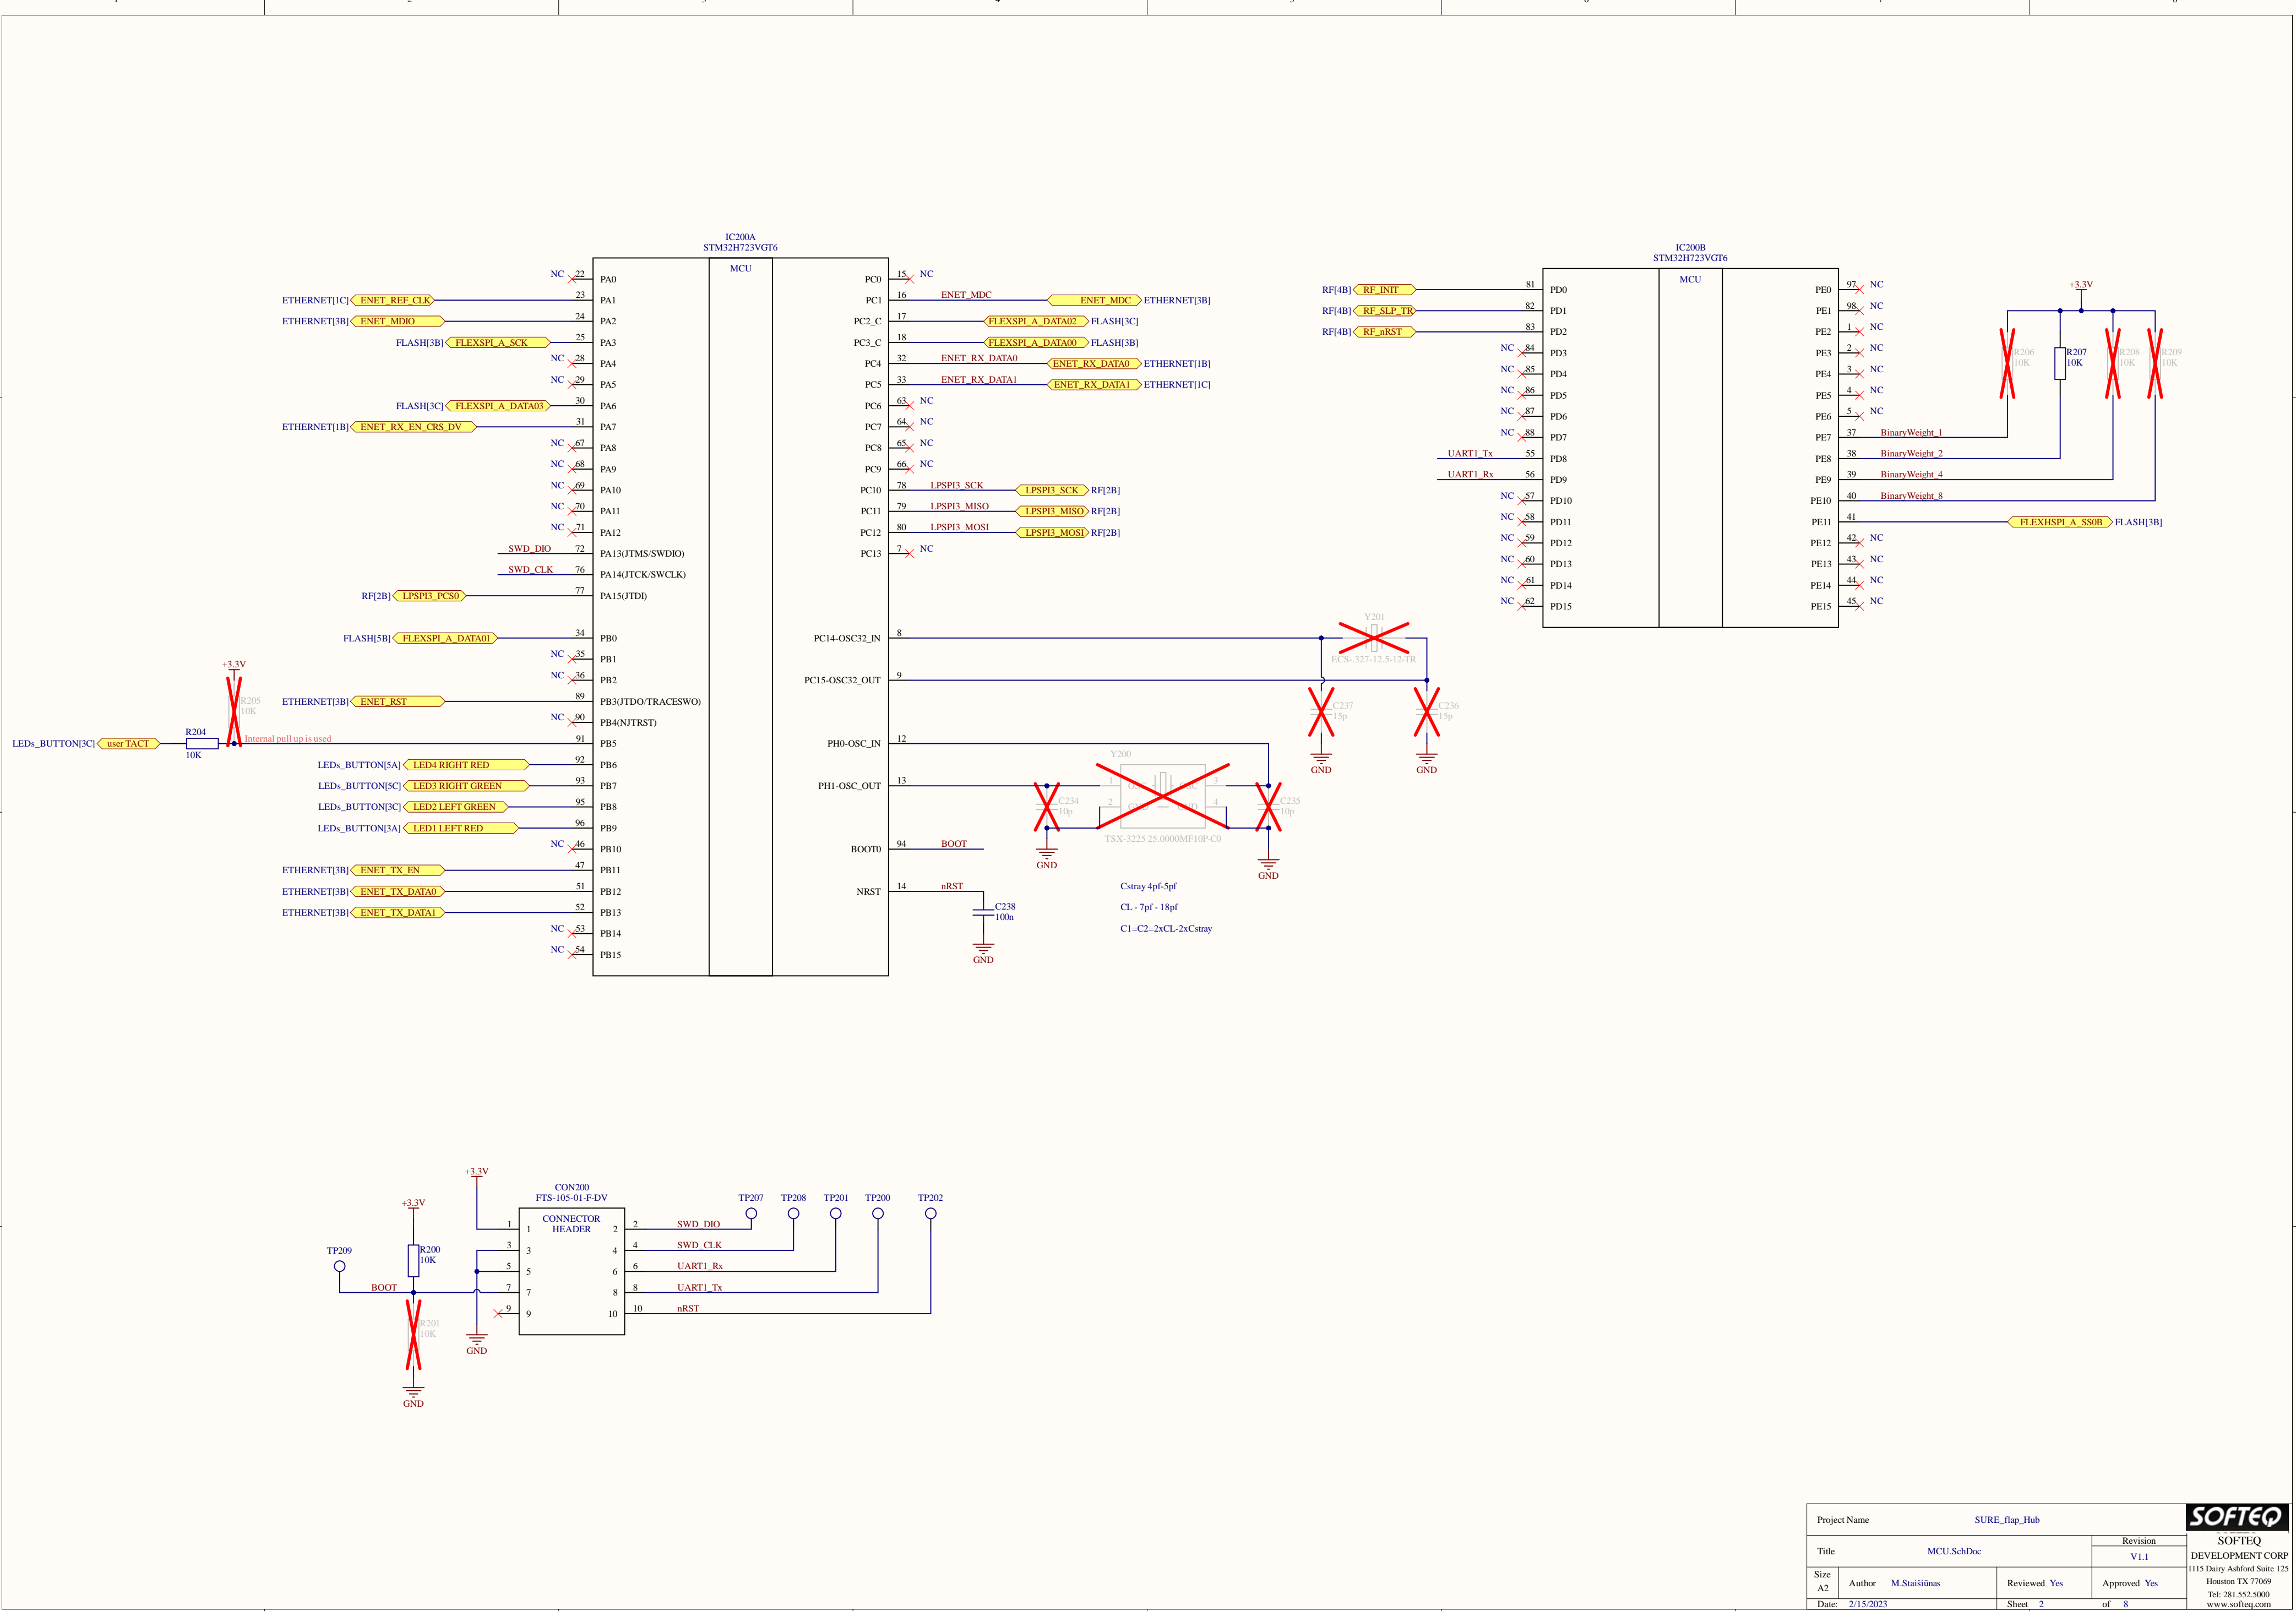 IC200A
STM32H723VGT6
MCU
NC 22 PA0
ETHERNET[1C] ENET_REF_CLK 23 PA1
ETHERNET[3B] ENET_MDIO 24 PA2
FLASH[3B] FLEXSPI_A_SCK 25 PA3
NC 28 PA4
NC 29 PA5
FLASH[3C] FLEXSPI_A_DATA03 30 PA6
ETHERNET[1B] ENET_RX_EN_CRS_DV 31 PA7
NC 67 PA8
NC 68 PA9
NC 69 PA10
NC 70 PA11
NC 71 PA12
SWD_DIO 72 PA13(JTMS/SWDIO)
SWD_CLK 76 PA14(JTCK/SWCLK)
RF[2B] LPSPI3_PCS0 77 PA15(JTDI)
FLASH[5B] FLEXSPI_A_DATA01 34 PB0
NC 35 PB1
NC 36 PB2
ETHERNET[3B] ENET_RST 89 PB3(JTDO/TRACESWO)
NC 90 PB4(NJTRST)
+3.3V
R205
10K
R204
10K
LEDs_BUTTON[3C] user TACT Internal pull up is used 91 PB5
LEDs_BUTTON[5A] LED4 RIGHT RED 92 PB6
LEDs_BUTTON[5C] LED3 RIGHT GREEN 93 PB7
LEDs_BUTTON[3C] LED2 LEFT GREEN 95 PB8
LEDs_BUTTON[3A] LED1 LEFT RED 96 PB9
NC 46 PB10
ETHERNET[3B] ENET_TX_EN 47 PB11
ETHERNET[3B] ENET_TX_DATA0 51 PB12
ETHERNET[3B] ENET_TX_DATA1 52 PB13
NC 53 PB14
NC 54 PB15
PC0 15 NC
PC1 16 ENET_MDC ENET_MDC ETHERNET[3B]
PC2_C 17 FLEXSPI_A_DATA02 FLASH[3C]
PC3_C 18 FLEXSPI_A_DATA00 FLASH[3B]
PC4 32 ENET_RX_DATA0 ENET_RX_DATA0 ETHERNET[1B]
PC5 33 ENET_RX_DATA1 ENET_RX_DATA1 ETHERNET[1C]
PC6 63 NC
PC7 64 NC
PC8 65 NC
PC9 66 NC
PC10 78 LPSPI3_SCK LPSPI3_SCK RF[2B]
PC11 79 LPSPI3_MISO LPSPI3_MISO RF[2B]
PC12 80 LPSPI3_MOSI LPSPI3_MOSI RF[2B]
PC13 7 NC
PC14-OSC32_IN 8
PC15-OSC32_OUT 9
PH0-OSC_IN 12
PH1-OSC_OUT 13
BOOT0 94 BOOT
NRST 14 nRST
C238
100n
GND
Y201
ECS-.327-12.5-12-TR
C237
15p
GND
C236
15p
GND
Y200
1 3
2 4
TSX-3225 25.0000MF10P-C0
C234
10p
GND
C235
10p
GND
Cstray 4pf-5pf
CL - 7pf - 18pf
C1=C2=2xCL-2xCstray
IC200B
STM32H723VGT6
MCU
RF[4B] RF_INIT 81 PD0
RF[4B] RF_SLP_TR 82 PD1
RF[4B] RF_nRST 83 PD2
NC 84 PD3
NC 85 PD4
NC 86 PD5
NC 87 PD6
NC 88 PD7
UART1_Tx 55 PD8
UART1_Rx 56 PD9
NC 57 PD10
NC 58 PD11
NC 59 PD12
NC 60 PD13
NC 61 PD14
NC 62 PD15
PE0 97 NC
PE1 98 NC
PE2 1 NC
PE3 2 NC
PE4 3 NC
PE5 4 NC
PE6 5 NC
PE7 37 BinaryWeight_1
PE8 38 BinaryWeight_2
PE9 39 BinaryWeight_4
PE10 40 BinaryWeight_8
PE11 41 FLEXHSPI_A_SS0B FLASH[3B]
PE12 42 NC
PE13 43 NC
PE14 44 NC
PE15 45 NC
+3.3V
R206
10K
R207
10K
R208
10K
R209
10K
+3.3V
CON200
FTS-105-01-F-DV
CONNECTOR
HEADER
TP207 TP208 TP201 TP200 TP202
+3.3V
R200
10K
TP209
BOOT
R201
10K
GND
GND
1 1 2 2 SWD_DIO
3 3 4 4 SWD_CLK
5 5 6 6 UART1_Rx
7 7 8 8 UART1_Tx
9 9 10 10 nRST
Project Name SURE_flap_Hub
Title MCU.SchDoc
Revision
V1.1
Size
A2
Author M.Staišiūnas
Reviewed Yes
Approved Yes
Date: 2/15/2023
Sheet 2 of 8
SOFTEQ
SOFTEQ
DEVELOPMENT CORP
1115 Dairy Ashford Suite 125
Houston TX 77069
Tel: 281.552.5000
www.softeq.com